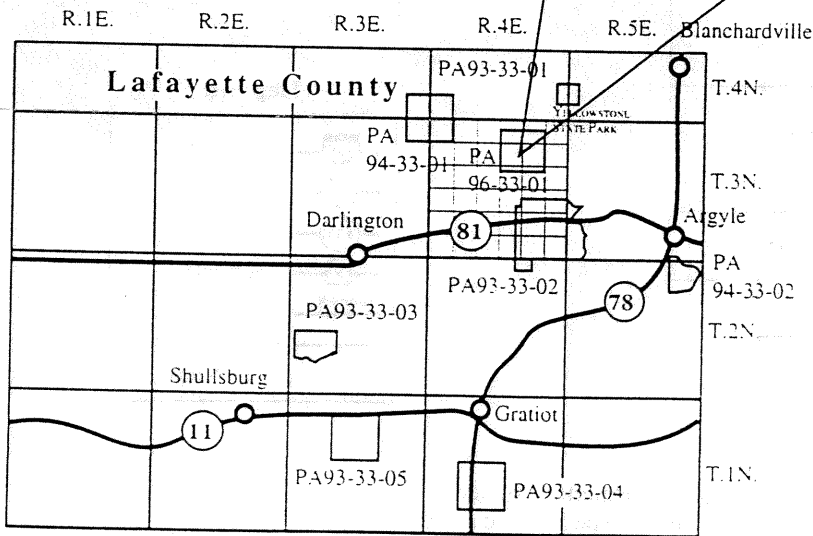 R.1E. R.2E. R.3E. R.4E. R.5E. Blanchardville
Lafayette County
PA93-33-01
T.4N.
YELLOWSTONE
STATE PARK
PA
94-33-01
PA
96-33-01
T.3N.
Darlington
81
Argyle
PA93-33-02
PA
94-33-02
78
PA93-33-03
T.2N.
Shullsburg
11
Gratiot
PA93-33-05
PA93-33-04
T.1N.